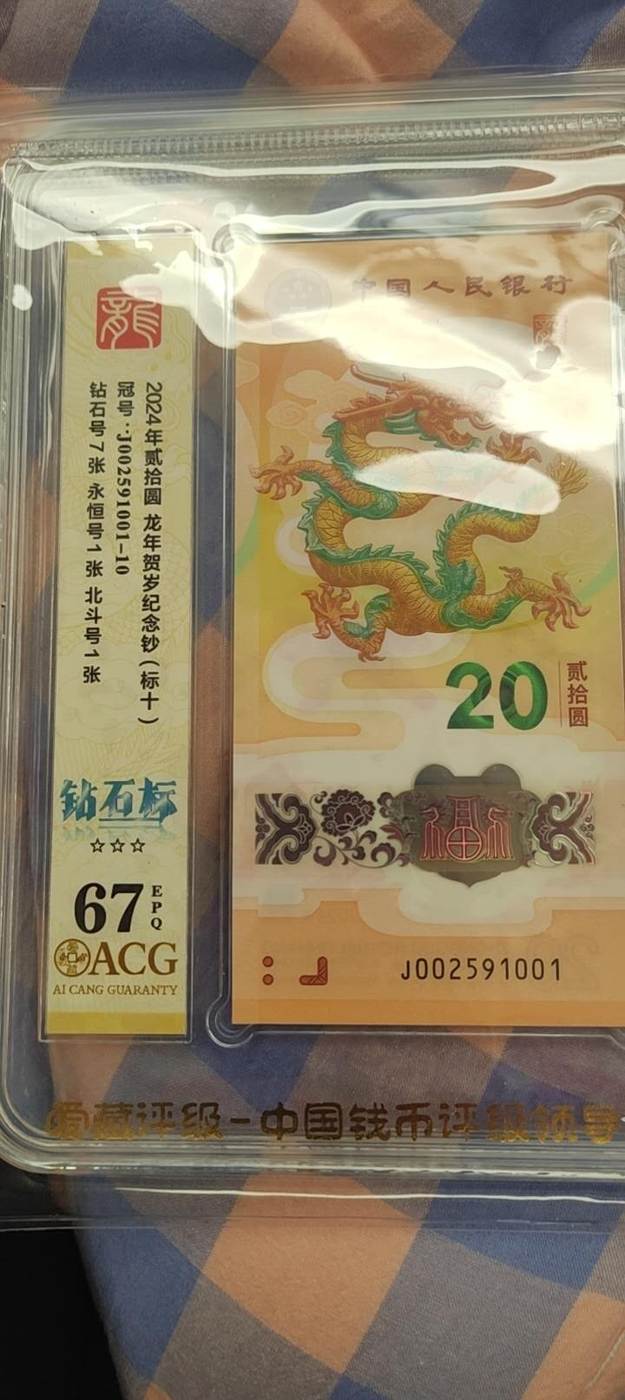 龍
2024年贰拾圆 龙年贺岁纪念钞(标十)
冠号:J002591001-10
钻石号7张 永恒号1张 北斗号1张
钻石标
☆☆☆
67
EPQ
ACG
AI CANG GUARANTY
中国人民银行
20
贰拾圆
福
J002591001
爱藏评级-中国钱币评级领导